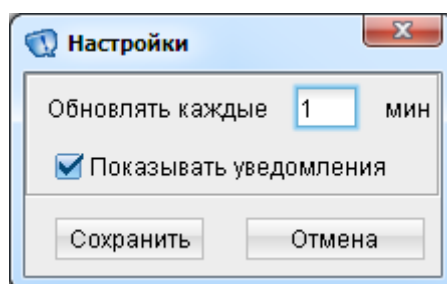 Настройки
Обновлять каждые 1 мин
Показывать уведомления
Сохранить Отмена